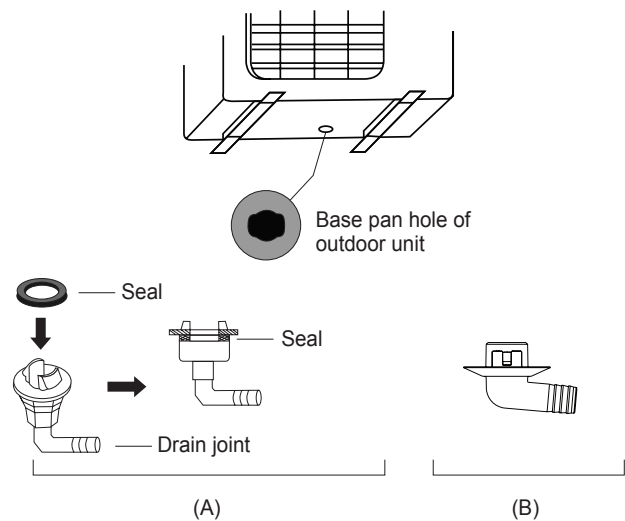 Base pan hole of
outdoor unit
Seal
Seal
Drain joint
(A)
(B)